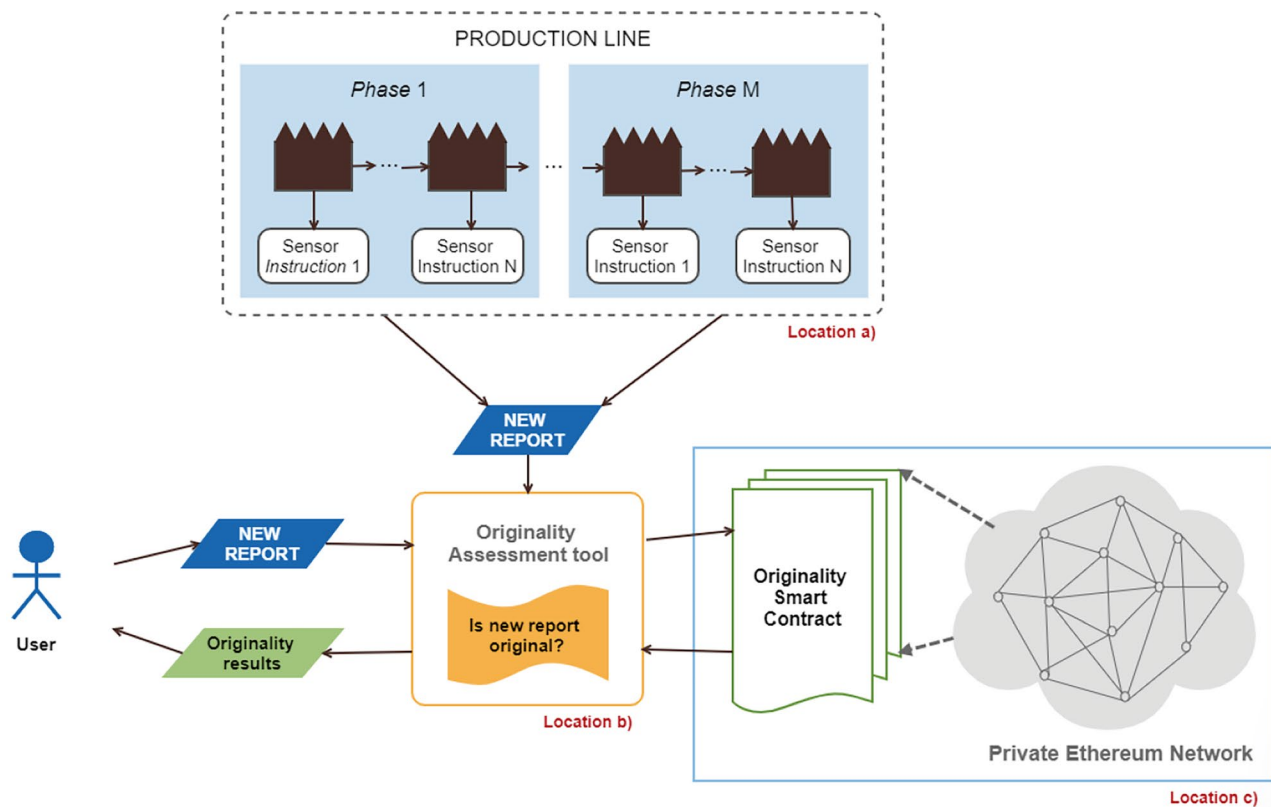 PRODUCTION LINE
Phase 1
Phase M
...
...
...
Sensor
Instruction 1
Sensor
Instruction N
Sensor
Instruction 1
Sensor
Instruction N
Location a)
NEW
REPORT
NEW
REPORT
Originality
Assessment tool
Is new report
original?
Originality
results
User
Location b)
Originality
Smart
Contract
Private Ethereum Network
Location c)